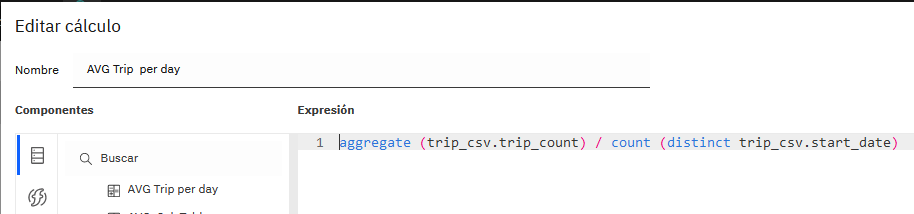 Editar cálculo
Nombre AVG Trip  per day
Componentes
Expresión
1 aggregate (trip_csv.trip_count) / count (distinct trip_csv.start_date)
Buscar
AVG Trip per day